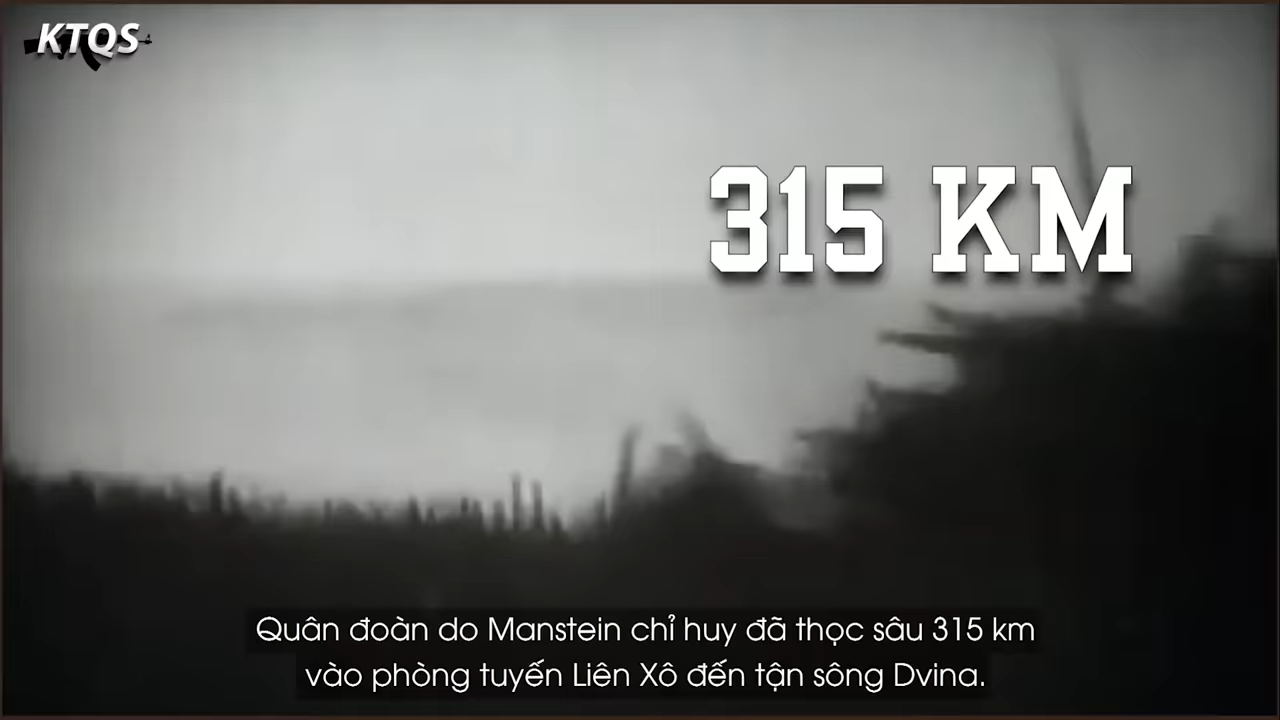 KTQS
315 KM
Quân đoàn do Manstein chỉ huy đã thọc sâu 315 km
vào phòng tuyến Liên Xô đến tận sông Dvina.